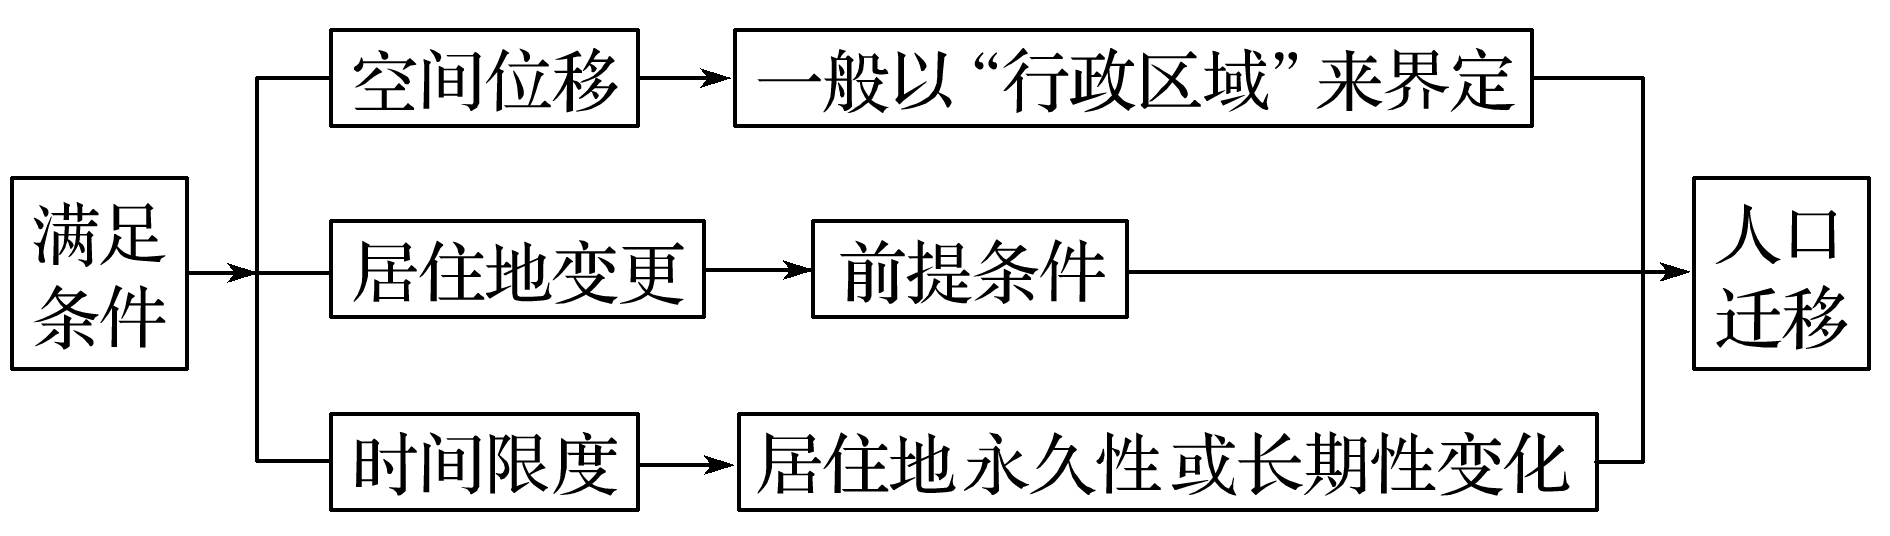 满足
条件
空间位移
一般以“行政区域”来界定
居住地变更
前提条件
时间限度
居住地永久性或长期性变化
人口
迁移